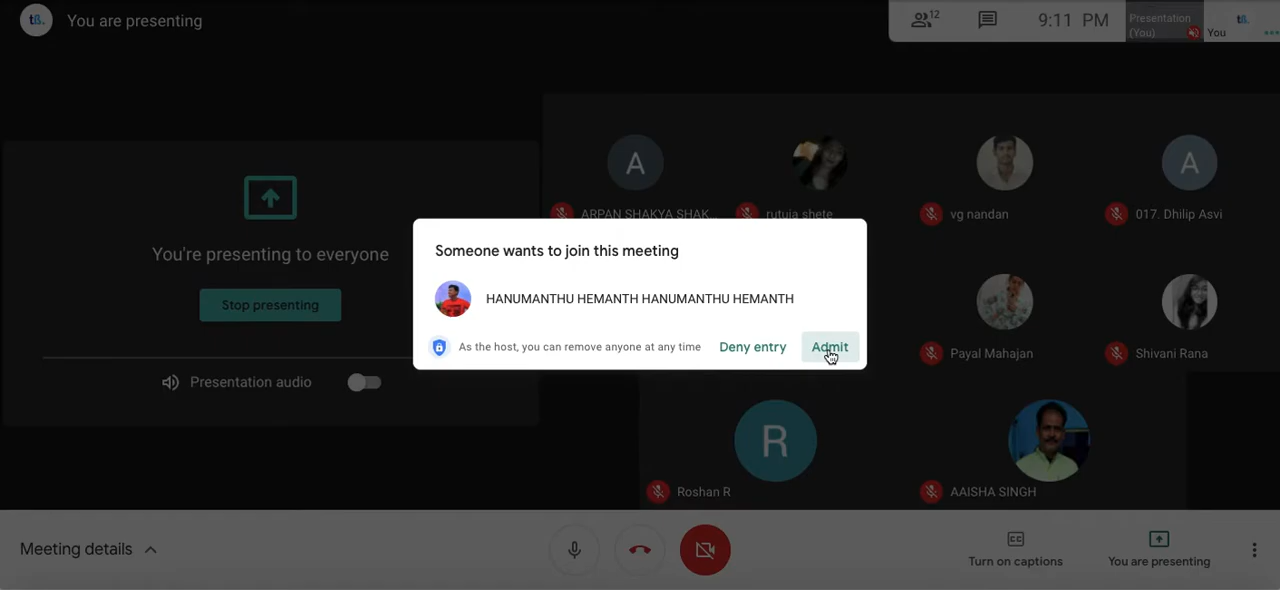 tß. You are presenting
12
9:11 PM
Presentation
(You)
tß.
You
A
A
ARPAN SHAKYA SHAK...
rutuja shete
vg nandan
017. Dhilip Asvi
You're presenting to everyone
Stop presenting
Someone wants to join this meeting
HANUMANTHU HEMANTH HANUMANTHU HEMANTH
As the host, you can remove anyone at any time
Deny entry
Admit
Payal Mahajan
Shivani Rana
Presentation audio
R
Roshan R
AAISHA SINGH
Meeting details
CC
Turn on captions
You are presenting